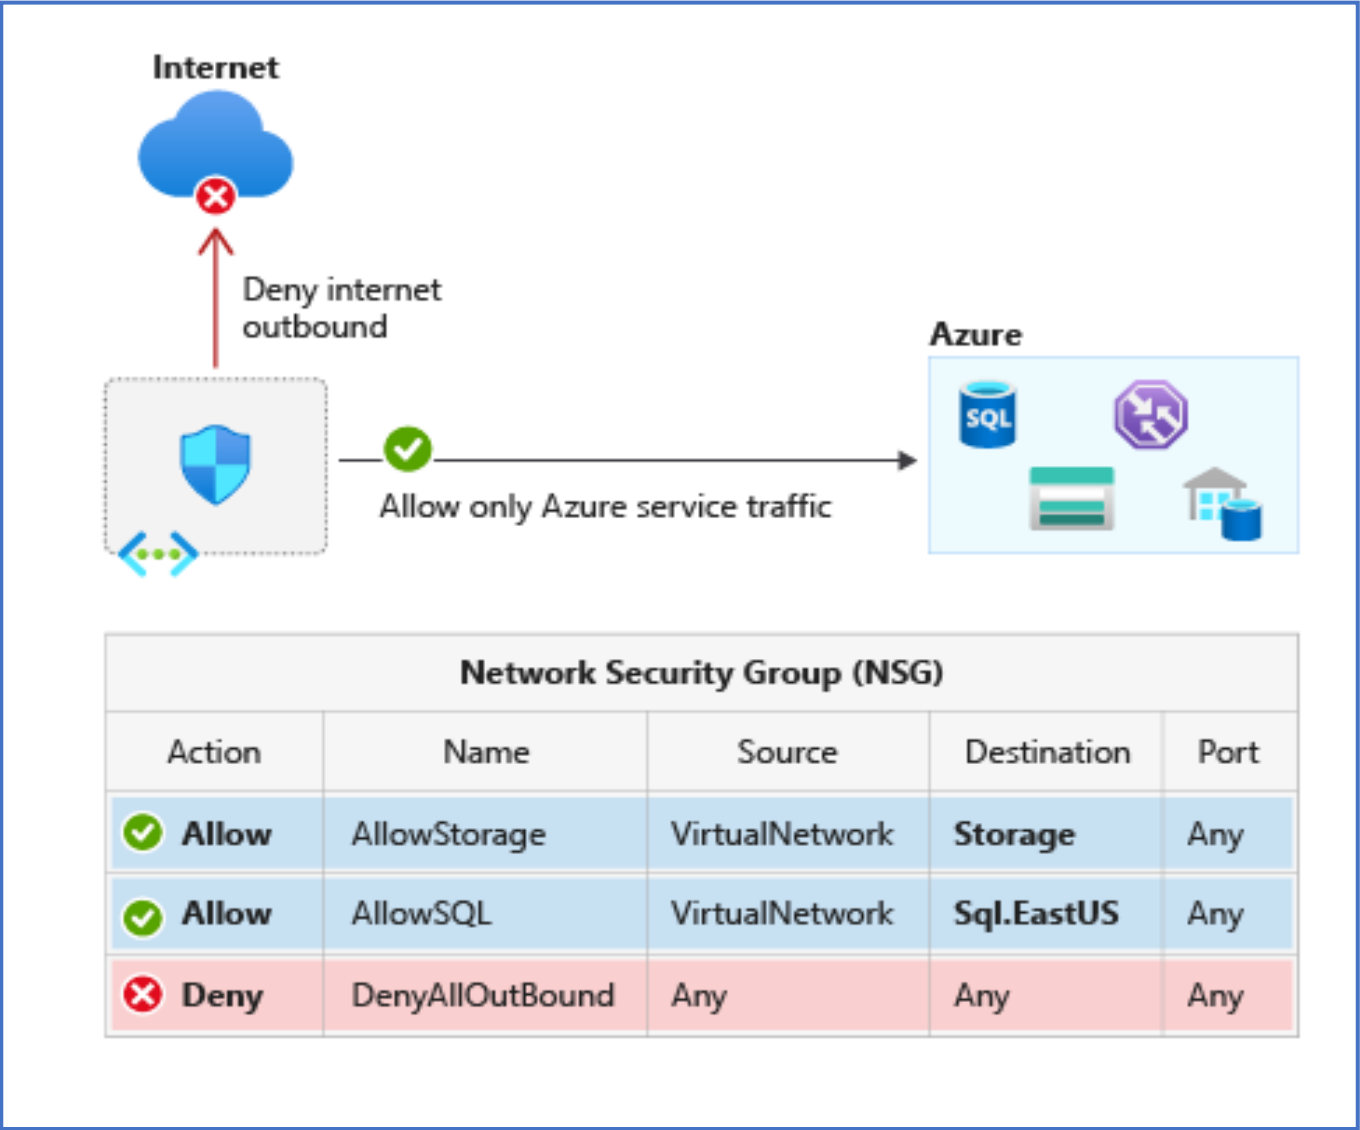 Internet
Deny internet
outbound
Azure
SQL
Allow only Azure service traffic
Network Security Group (NSG)
Action Name Source Destination Port
Allow AllowStorage VirtualNetwork Storage Any
Allow AllowSQL VirtualNetwork Sql.EastUS Any
Deny DenyAllOutBound Any Any Any